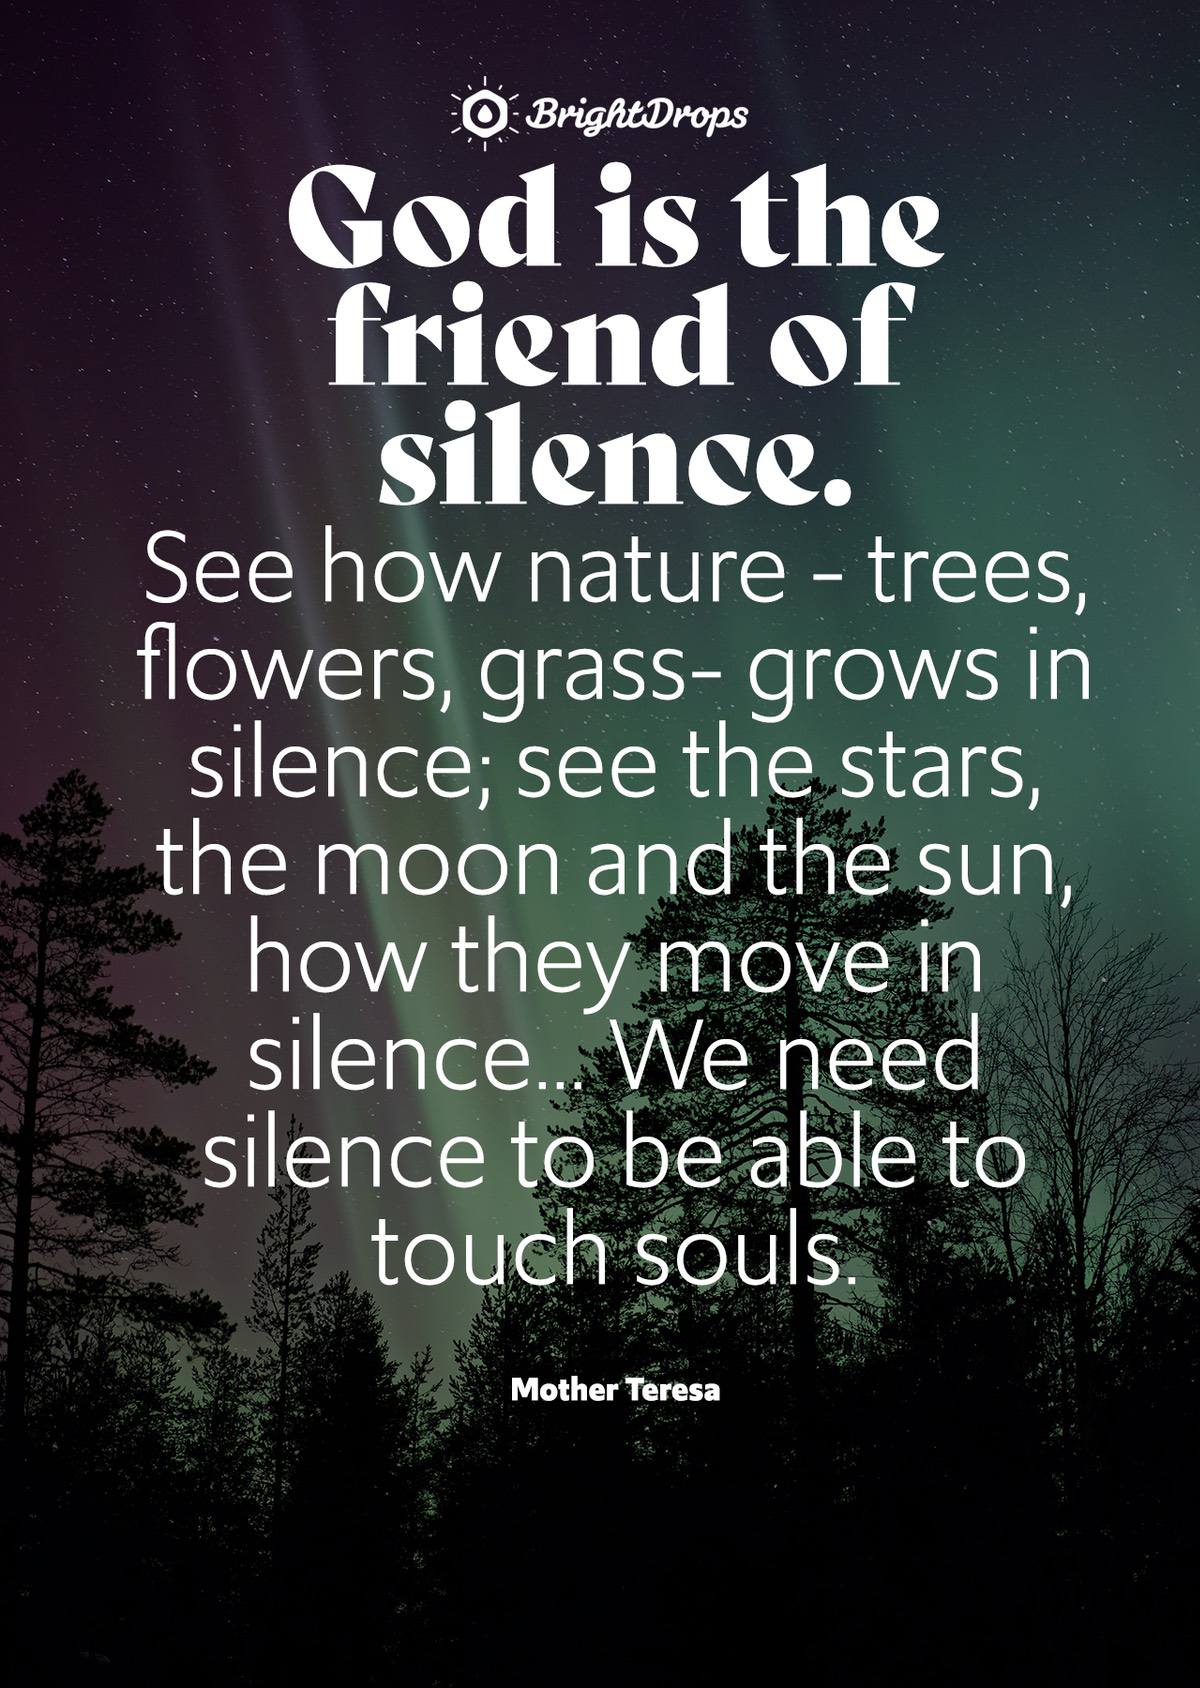 BrightDrops
God is the
friend of
silence.
See how nature - trees,
flowers, grass- grows in
silence; see the stars,
the moon and the sun,
how they move in
silence... We need
silence to be able to
touch souls.
Mother Teresa